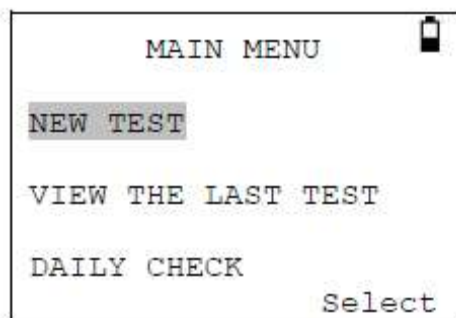 MAIN MENU
NEW TEST
VIEW THE LAST TEST
DAILY CHECK
Select